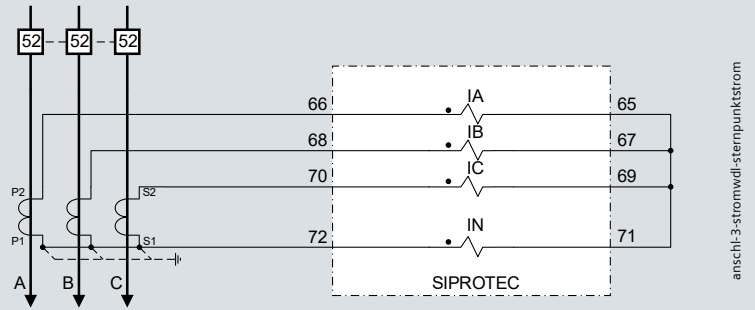 52 52 52
66 IA 65
68 IB 67
70 IC 69
P2 S2
P1 S1
72 IN 71
A B C
SIPROTEC
anschl-3-stromwdl-sternpunktstrom